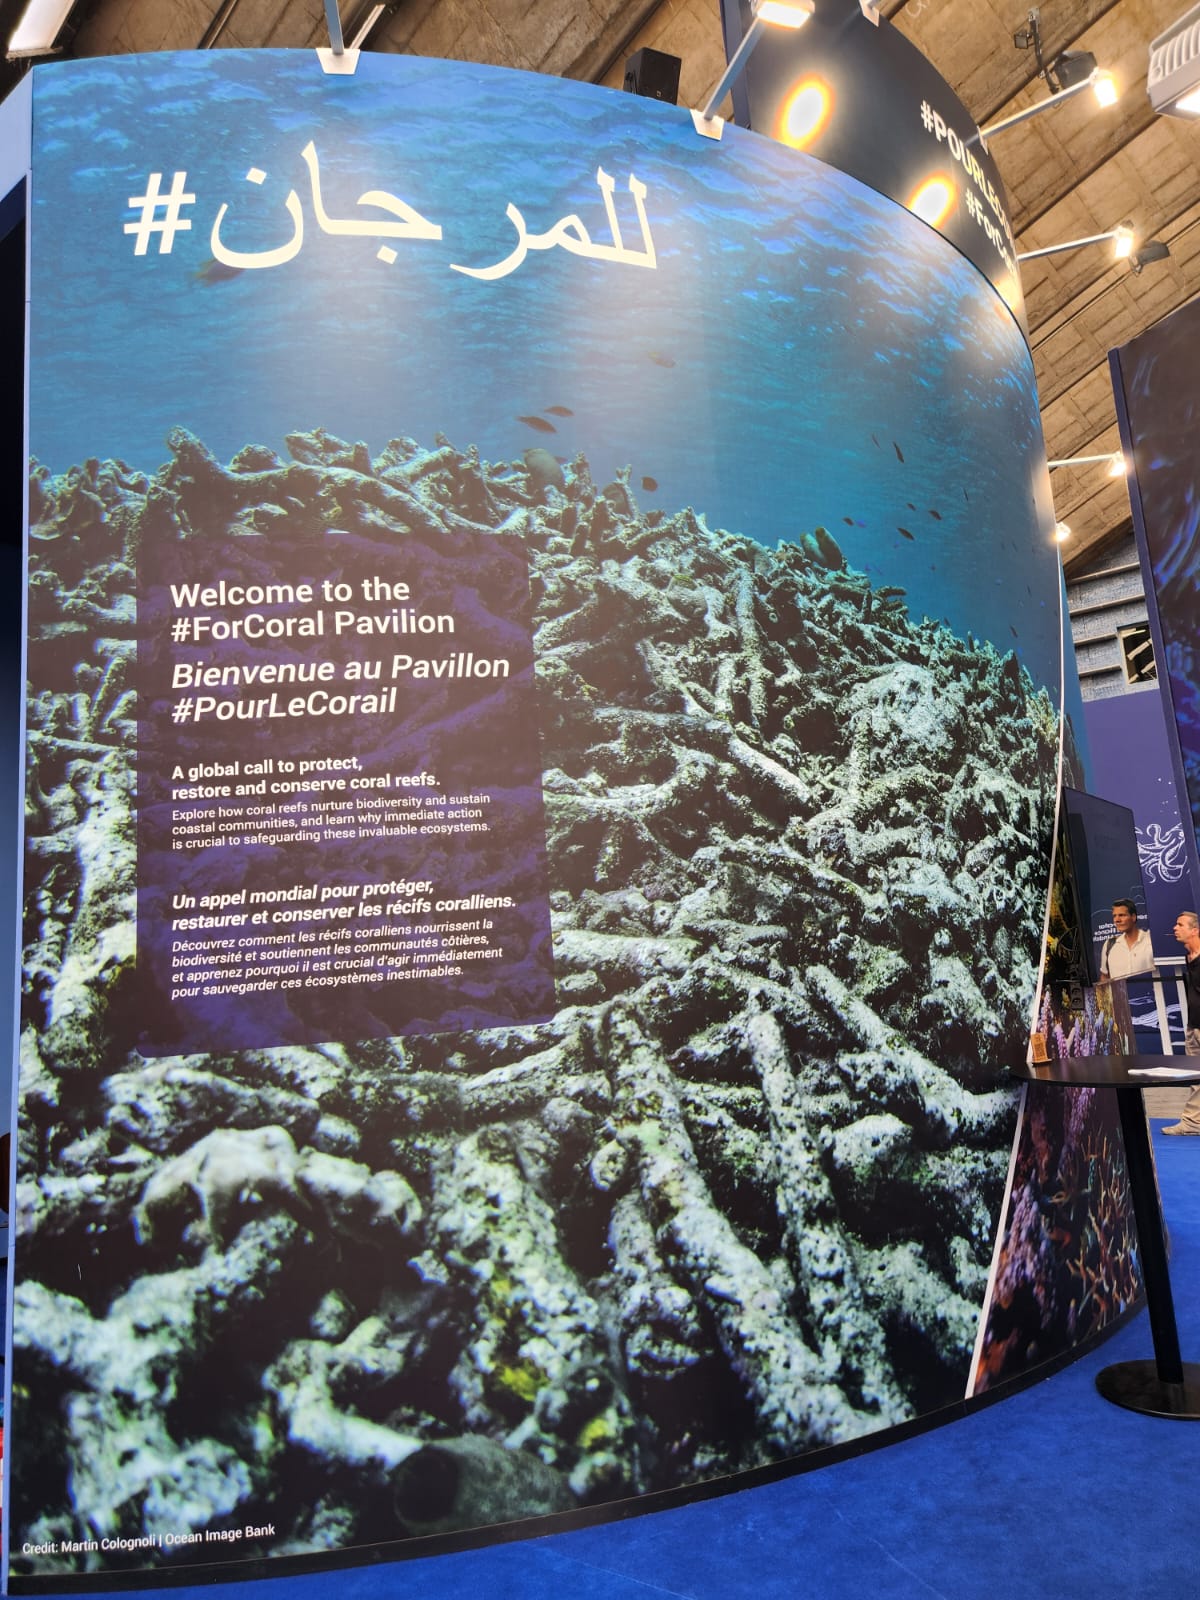 #للمرجان
#POURLECO
#ForCo
Welcome to the
#ForCoral Pavilion
Bienvenue au Pavillon
#PourLeCorail
A global call to protect,
restore and conserve coral reefs.
Explore how coral reefs nurture biodiversity and sustain
coastal communities, and learn why immediate action
is crucial to safeguarding these invaluable ecosystems.
Un appel mondial pour protéger,
restaurer et conserver les récifs coralliens.
Découvrez comment les récifs coralliens nourrissent la
biodiversité et soutiennent les communautés côtières,
et apprenez pourquoi il est crucial d'agir immédiatement
pour sauvegarder ces écosystèmes inestimables.
Credit: Martin Colognoli | Ocean Image Bank